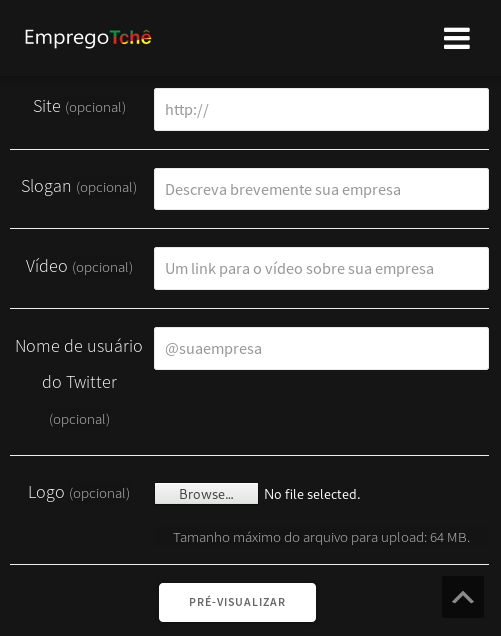 EmpregoTchê
Site (opcional)
http://
Slogan (opcional)
Descreva brevemente sua empresa
Vídeo (opcional)
Um link para o vídeo sobre sua empresa
Nome de usuário
do Twitter
(opcional)
@suaempresa
Logo (opcional)
Browse... No file selected.
Tamanho máximo do arquivo para upload: 64 MB.
PRÉ-VISUALIZAR